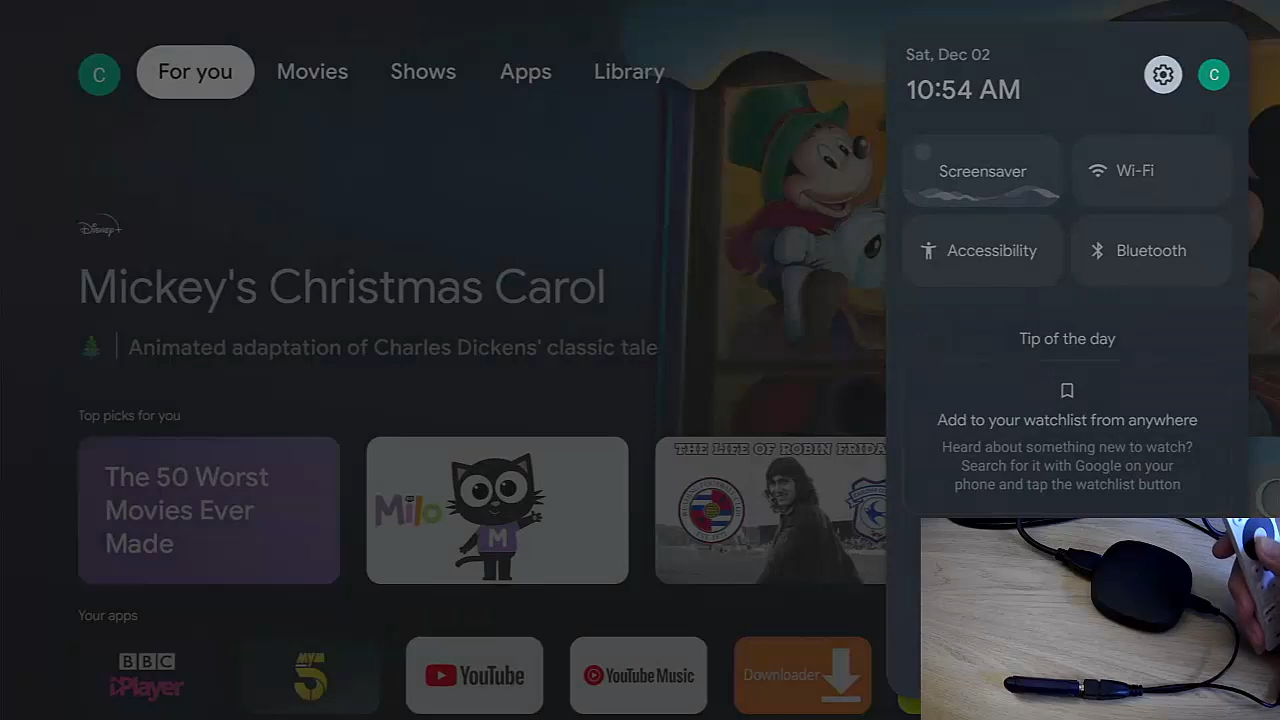 C
For you
Movies
Shows
Apps
Library
Disney+
Mickey's Christmas Carol
Animated adaptation of Charles Dickens' classic tale
Top picks for you
The 50 Worst
Movies Ever
Made
Milo
M
THE LIFE OF ROBIN FRIDA
Your apps
BBC
iPlayer
my
5
YouTube
YouTube Music
Downloader
Sat, Dec 02
10:54 AM
C
Screensaver
Wi-Fi
Accessibility
Bluetooth
Tip of the day
Add to your watchlist from anywhere
Heard about something new to watch?
Search for it with Google on your
phone and tap the watchlist button